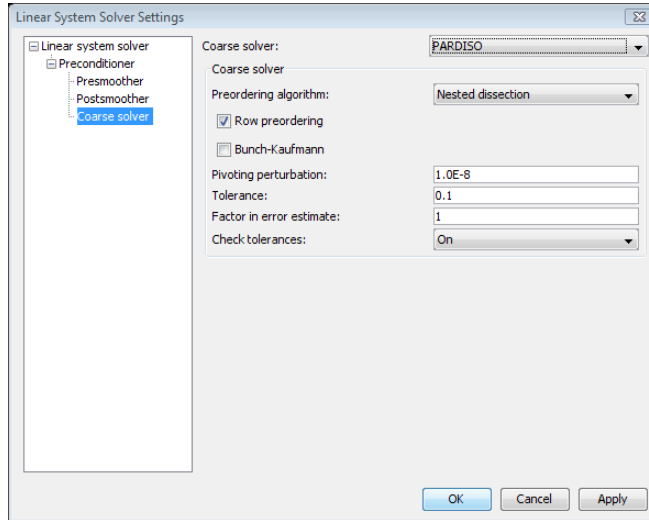 Linear System Solver Settings
Linear system solver
Preconditioner
Presmoother
Postsmoother
Coarse solver
Coarse solver: PARDISO
Coarse solver
Preordering algorithm: Nested dissection
Row preordering
Bunch-Kaufmann
Pivoting perturbation: 1.0E-8
Tolerance: 0.1
Factor in error estimate: 1
Check tolerances: On
OK Cancel Apply